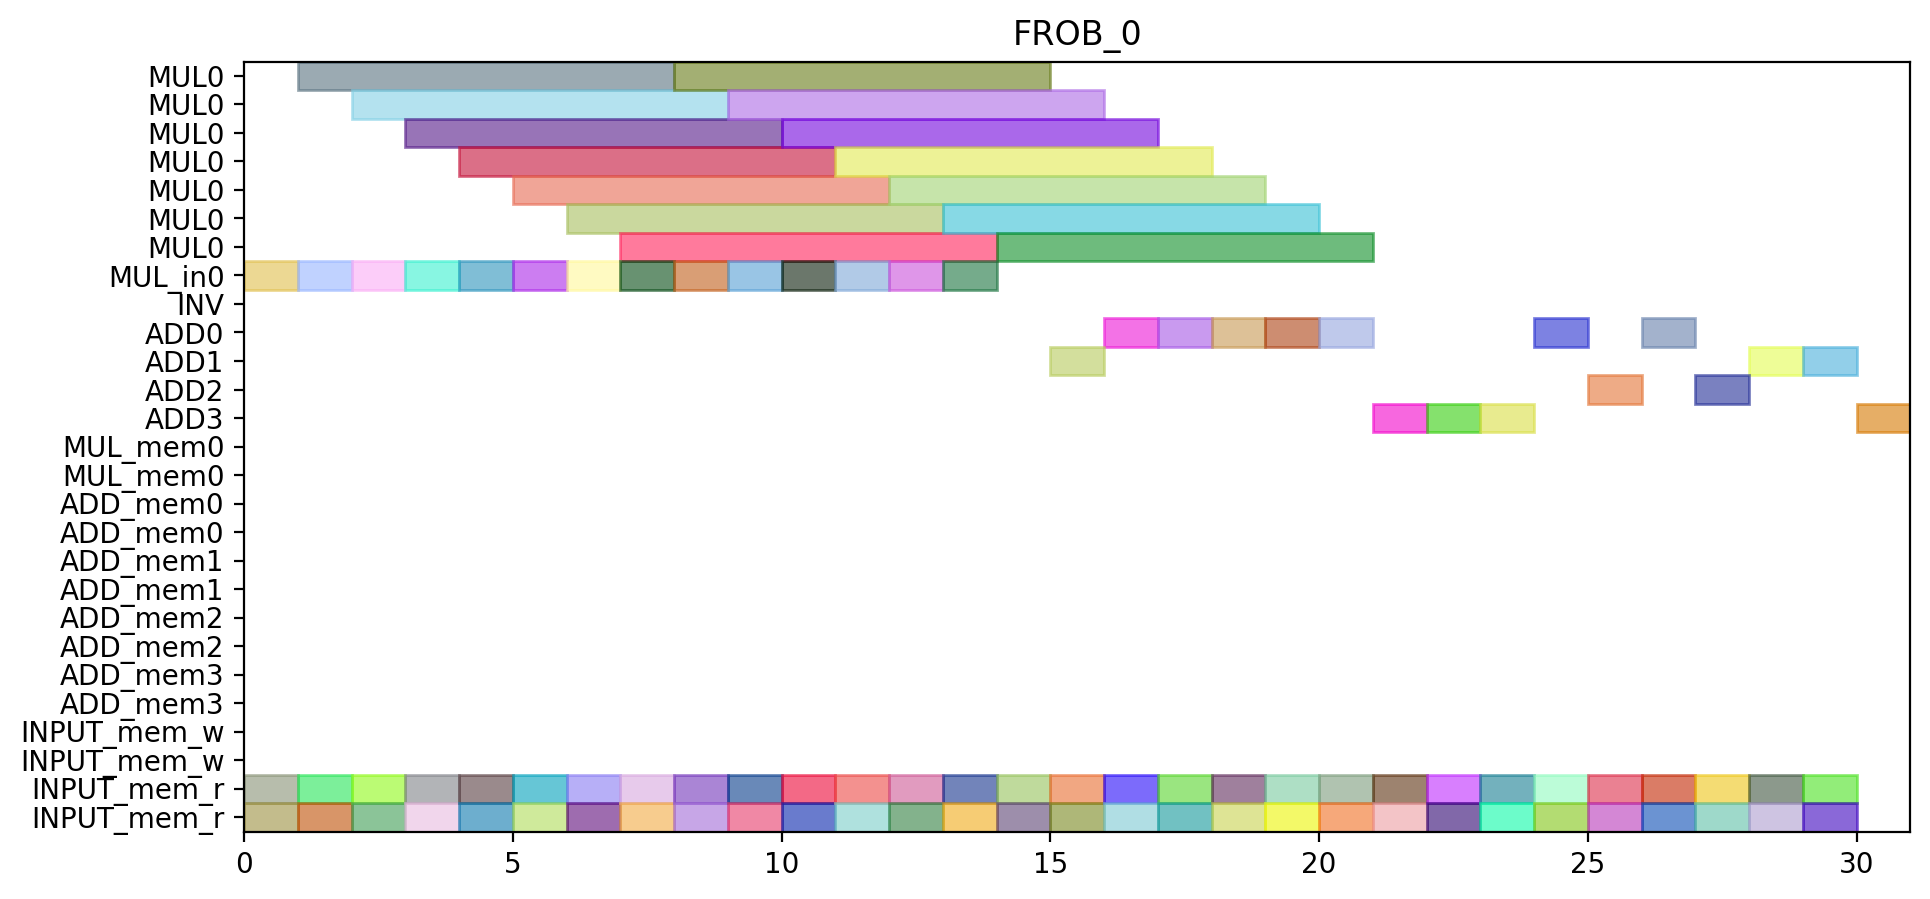 FROB_0
MUL0
MUL0
MUL0
MUL0
MUL0
MUL0
MUL0
MUL_in0
INV
ADD0
ADD1
ADD2
ADD3
MUL_mem0
MUL_mem0
ADD_mem0
ADD_mem0
ADD_mem1
ADD_mem1
ADD_mem2
ADD_mem2
ADD_mem3
ADD_mem3
INPUT_mem_w
INPUT_mem_w
INPUT_mem_r
INPUT_mem_r
0 5 10 15 20 25 30